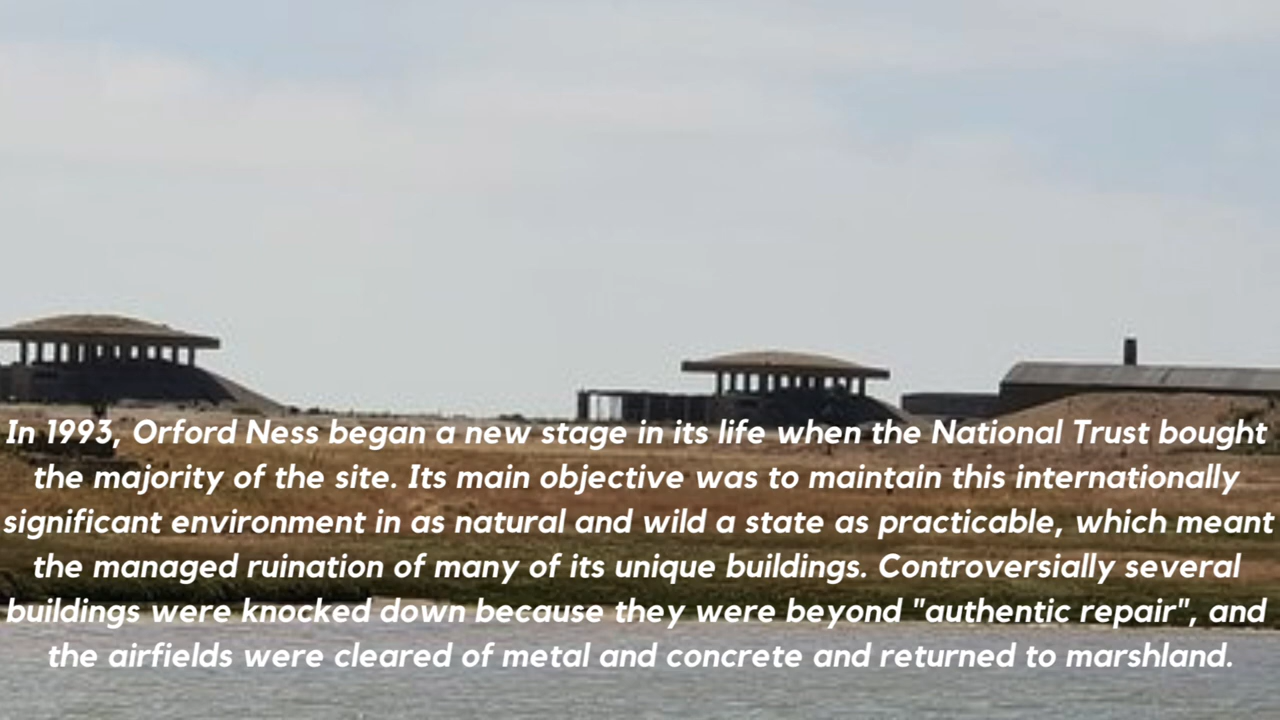 In 1993, Orford Ness began a new stage in its life when the National Trust bought
the majority of the site. Its main objective was to maintain this internationally
significant environment in as natural and wild a state as practicable, which meant
the managed ruination of many of its unique buildings. Controversially several
buildings were knocked down because they were beyond "authentic repair", and
the airfields were cleared of metal and concrete and returned to marshland.